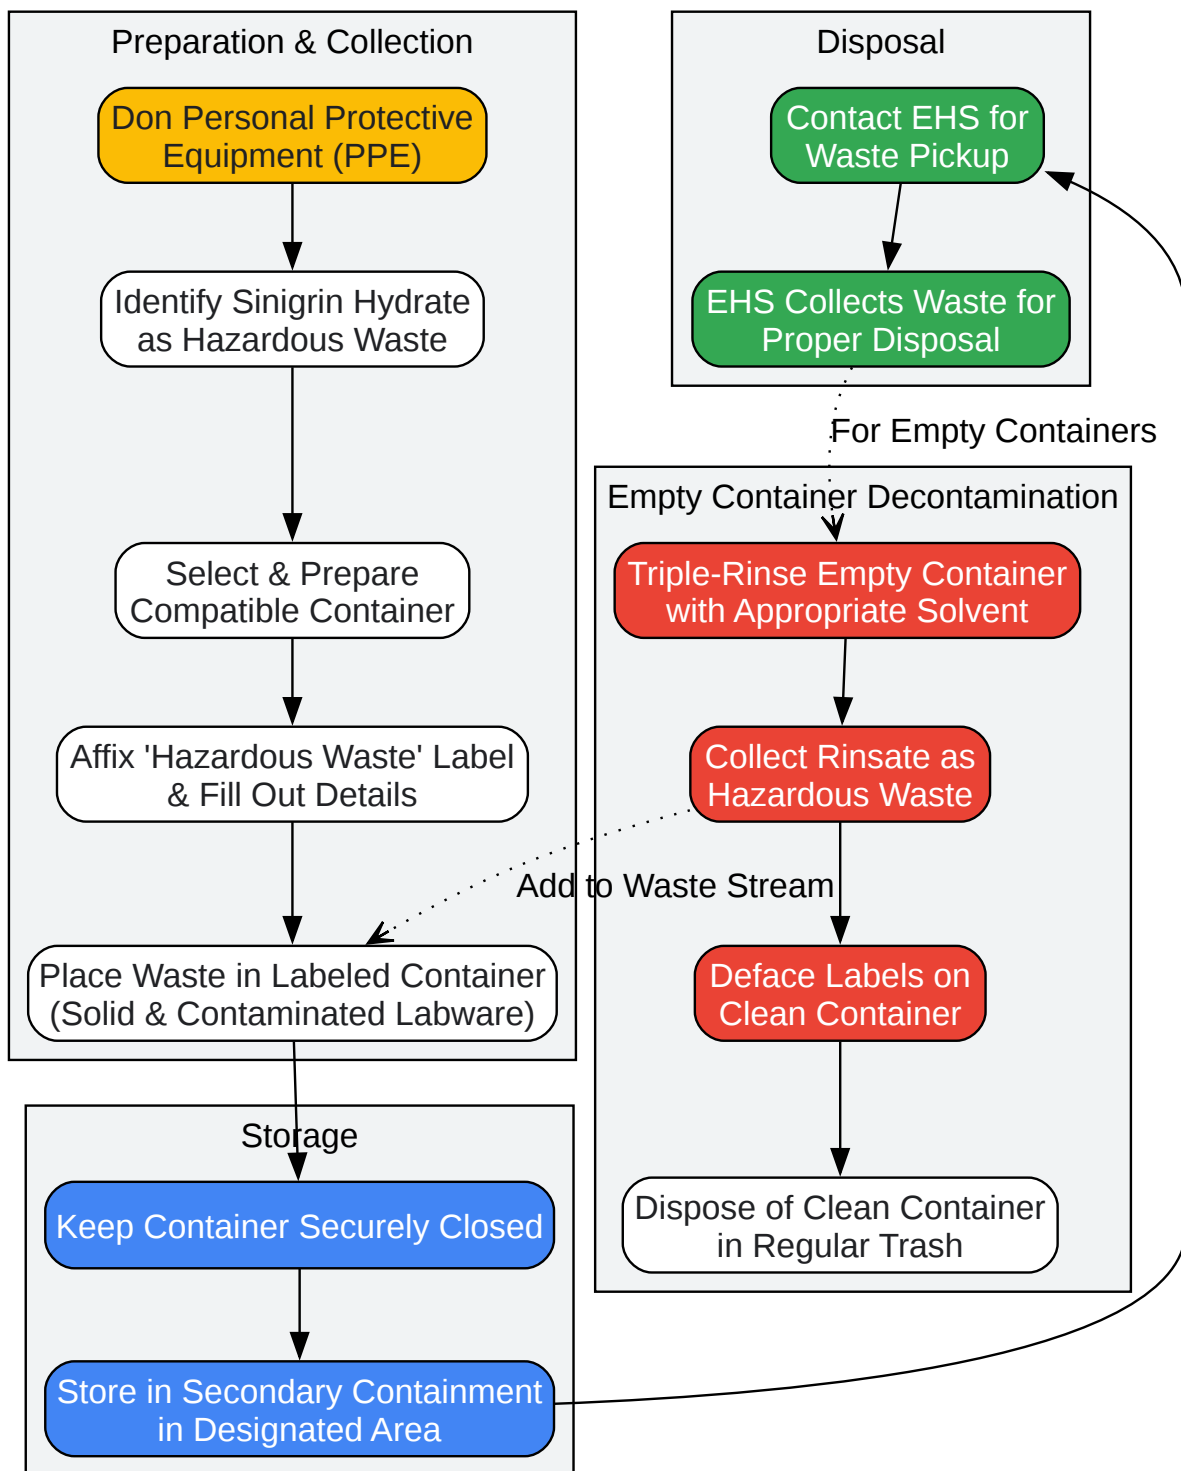 Preparation & Collection
Don Personal Protective
Equipment (PPE)
Identify Sinigrin Hydrate
as Hazardous Waste
Select & Prepare
Compatible Container
Affix 'Hazardous Waste' Label
& Fill Out Details
Place Waste in Labeled Container
(Solid & Contaminated Labware)
Storage
Keep Container Securely Closed
Store in Secondary Containment
in Designated Area
Disposal
Contact EHS for
Waste Pickup
EHS Collects Waste for
Proper Disposal
For Empty Containers
Empty Container Decontamination
Triple-Rinse Empty Container
with Appropriate Solvent
Collect Rinsate as
Hazardous Waste
Add to Waste Stream
Deface Labels on
Clean Container
Dispose of Clean Container
in Regular Trash